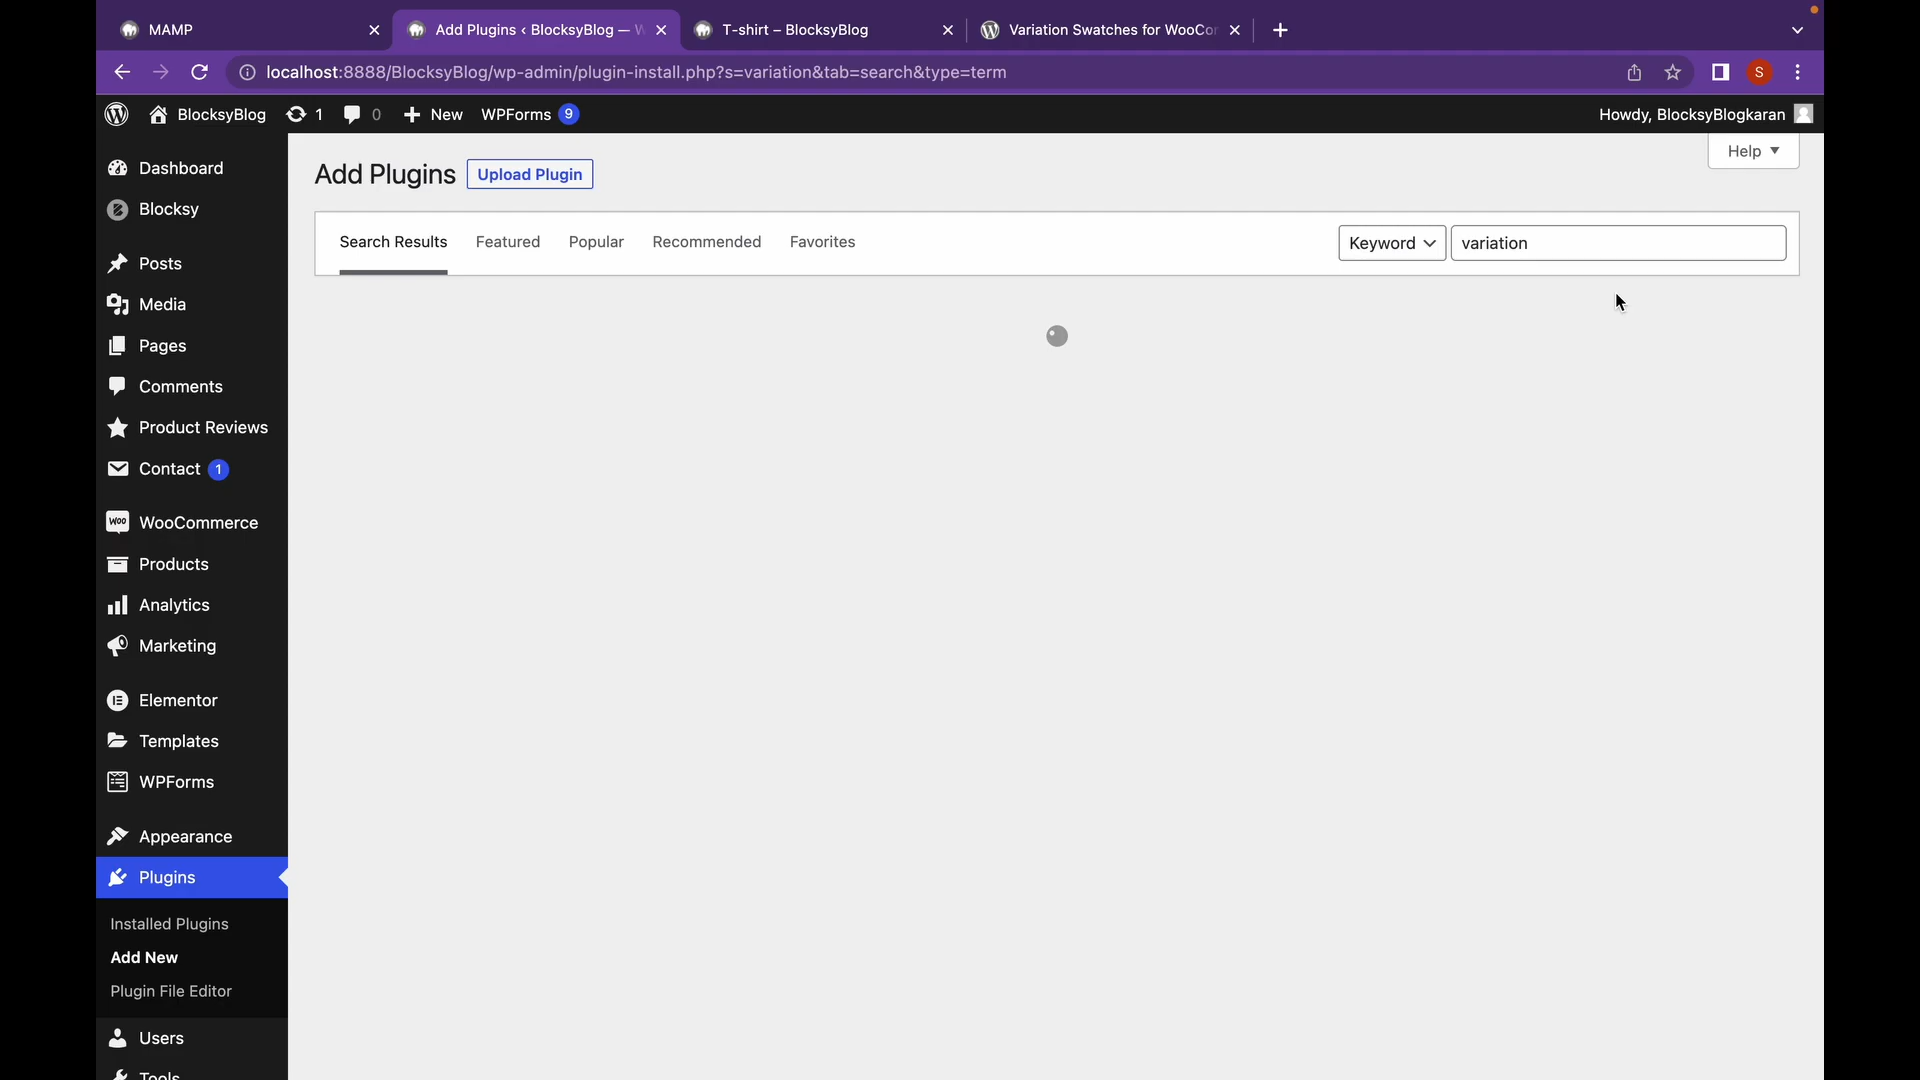 MAMP
Add Plugins ‹ BlocksyBlog — W
T-shirt – BlocksyBlog
Variation Swatches for WooCor
localhost:8888/BlocksyBlog/wp-admin/plugin-install.php?s=variation&tab=search&type=term
S
BlocksyBlog
1
0
New
WPForms 9
Howdy, BlocksyBlogkaran
Help
Add Plugins
Upload Plugin
Search Results
Featured
Popular
Recommended
Favorites
Keyword
variation
Dashboard
Blocksy
Posts
Media
Pages
Comments
Product Reviews
Contact 1
Woo WooCommerce
Products
Analytics
Marketing
Elementor
Templates
WPForms
Appearance
Plugins
Installed Plugins
Add New
Plugin File Editor
Users
Tools